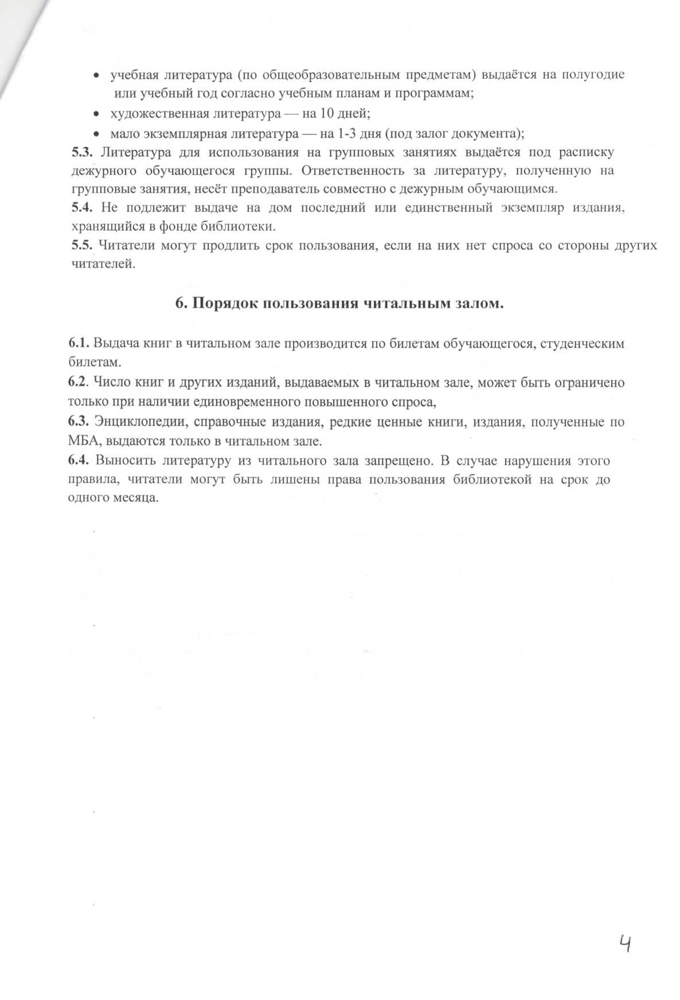 • учебная литература (по общеобразовательным предметам) выдаётся на полугодие
или учебный год согласно учебным планам и программам;
• художественная литература — на 10 дней;
• мало экземплярная литература — на 1-3 дня (под залог документа);
5.3. Литература для использования на групповых занятиях выдаётся под расписку
дежурного обучающегося группы. Ответственность за литературу, полученную на
групповые занятия, несёт преподаватель совместно с дежурным обучающимся.
5.4. Не подлежит выдаче на дом последний или единственный экземпляр издания,
хранящийся в фонде библиотеки.
5.5. Читатели могут продлить срок пользования, если на них нет спроса со стороны других
читателей.
6. Порядок пользования читальным залом.
6.1. Выдача книг в читальном зале производится по билетам обучающегося, студенческим
билетам.
6.2. Число книг и других изданий, выдаваемых в читальном зале, может быть ограничено
только при наличии единовременного повышенного спроса,
6.3. Энциклопедии, справочные издания, редкие ценные книги, издания, полученные по
МБА, выдаются только в читальном зале.
6.4. Выносить литературу из читального зала запрещено. В случае нарушения этого
правила, читатели могут быть лишены права пользования библиотекой на срок до
одного месяца.
4